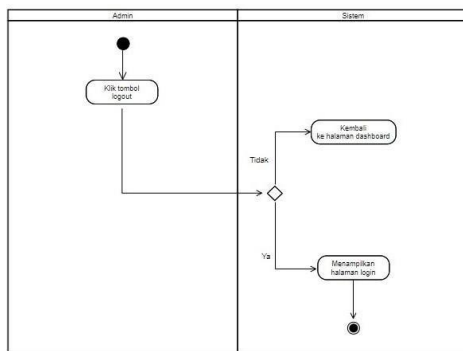 Admin
Sistem
Klik tombol
logout
Kembali
ke halaman dashboard
Tidak
Ya
Menampilkan
halaman login